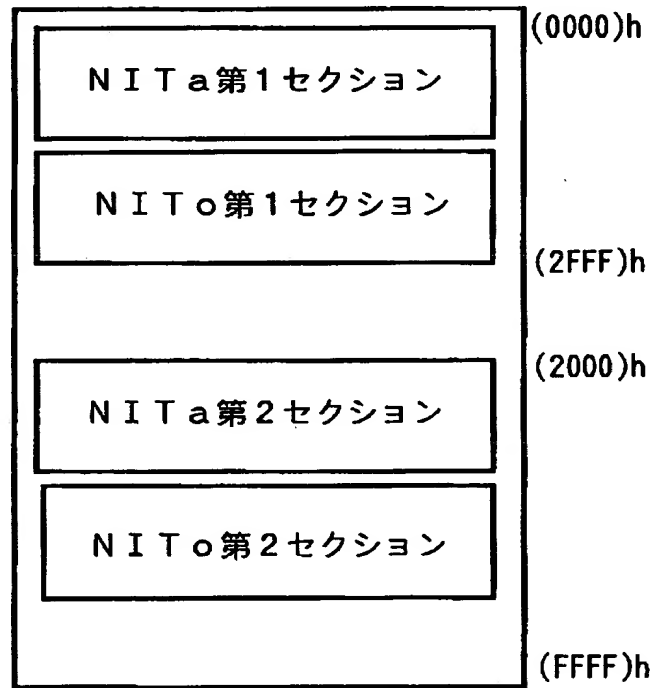 (0000)h
NITa第1セクション
NITo第1セクション
(2FFF)h
(2000)h
NITa第2セクション
NITo第2セクション
(FFFF)h